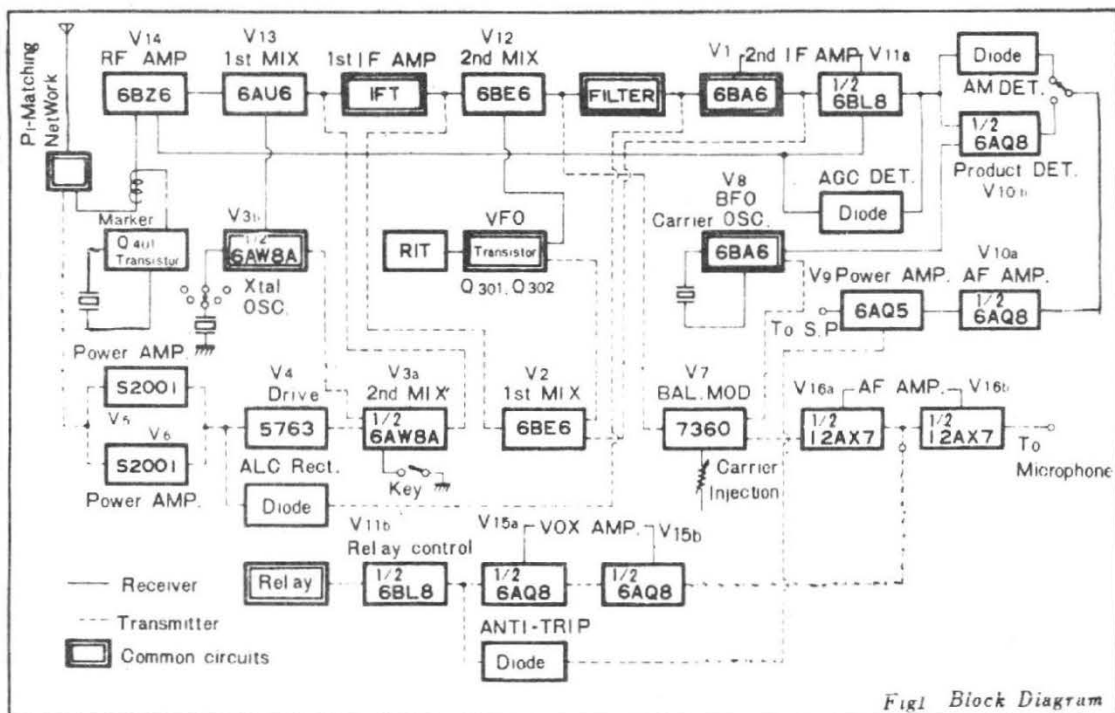 Pi-Matching NetWork
V14
RF AMP
6BZ6
V13
1st MIX
6AU6
1st IF AMP
IFT
V12
2nd MIX
6BE6
FILTER
V1
2nd IF AMP
V11a
6BA6
1/2
6BL8
Diode
AM DET.
1/2
6AQ8
Product DET.
V10b
AGC DET.
Diode
V8
BFO
Carrier OSC.
6BA6
Marker
Q401
Transistor
V3b
1/2
6AW8A
Xtal
OSC.
RIT
VFO
Transistor
Q301, Q302
V9 Power AMP.
6AQ5
To S.P
V10a
AF AMP.
1/2
6AQ8
Power AMP.
S2001
V5
V6
S2001
Power AMP.
V4
Drive
5763
ALC Rect.
Diode
V3a
2nd MIX
1/2
6AW8A
Key
V2
1st MIX
6BE6
V7
BAL. MOD
7360
Carrier
Injection
V16a
AF AMP.
V16b
1/2
12AX7
1/2
12AX7
To
Microphone
V11b
Relay control
Relay
1/2
6BL8
V15a
VOX AMP.
V15b
1/2
6AQ8
1/2
6AQ8
ANTI-TRIP
Diode
Receiver
Transmitter
Common circuits
Fig1 Block Diagram